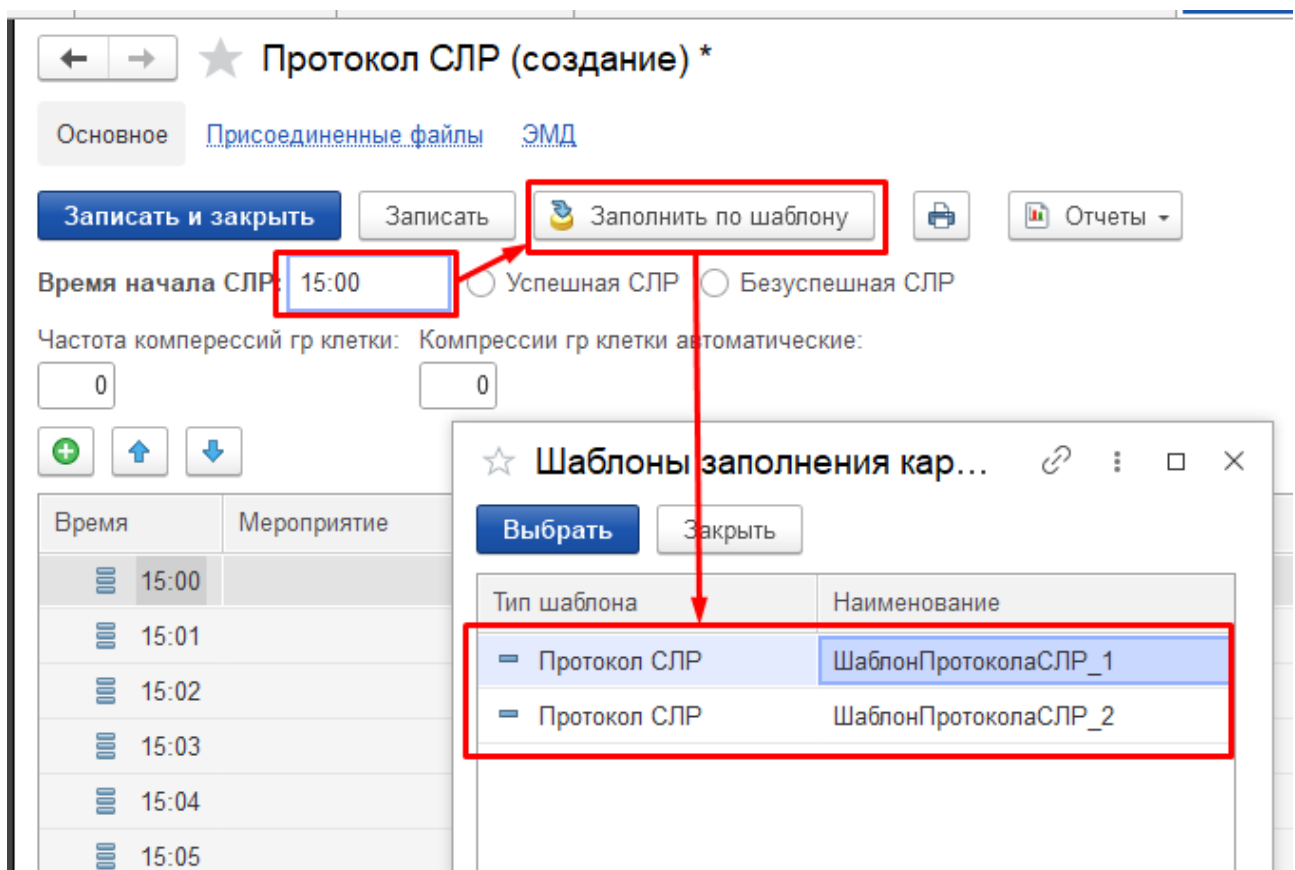 Протокол СЛР (создание) *
Основное Присоединенные файлы ЭМД
Записать и закрыть Записать Заполнить по шаблону Отчеты
Время начала СЛР: 15:00 Успешная СЛР Безуспешная СЛР
Частота комперессий гр клетки: Компрессии гр клетки автоматические:
0 0
Шаблоны заполнения кар...
Время Мероприятие
Выбрать Закрыть
15:00
Тип шаблона Наименование
15:01
Протокол СЛР ШаблонПротоколаСЛР_1
15:02
Протокол СЛР ШаблонПротоколаСЛР_2
15:03
15:04
15:05